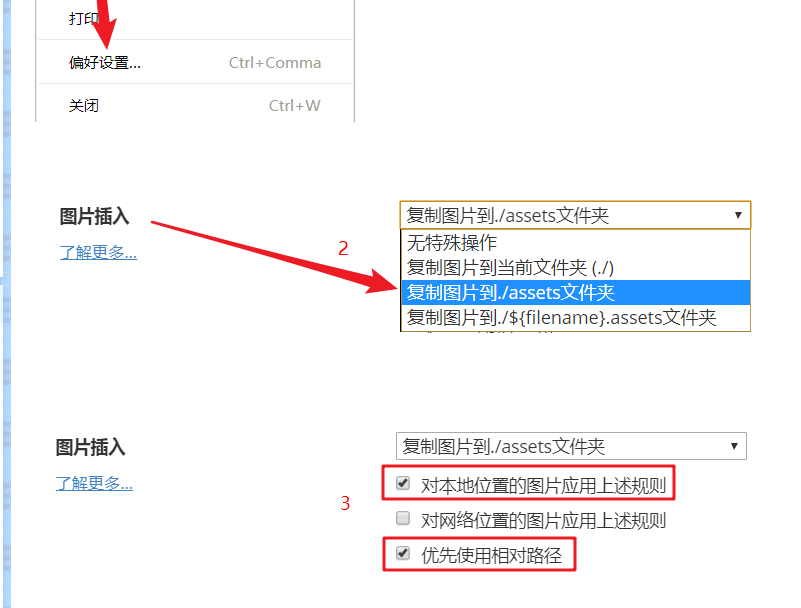 打印
偏好设置... Ctrl+Comma
关闭 Ctrl+W
图片插入
了解更多...
2
复制图片到./assets文件夹
无特殊操作
复制图片到当前文件夹 (./)
复制图片到./assets文件夹
复制图片到./${filename}.assets文件夹
图片插入
了解更多...
3
复制图片到./assets文件夹
对本地位置的图片应用上述规则
对网络位置的图片应用上述规则
优先使用相对路径